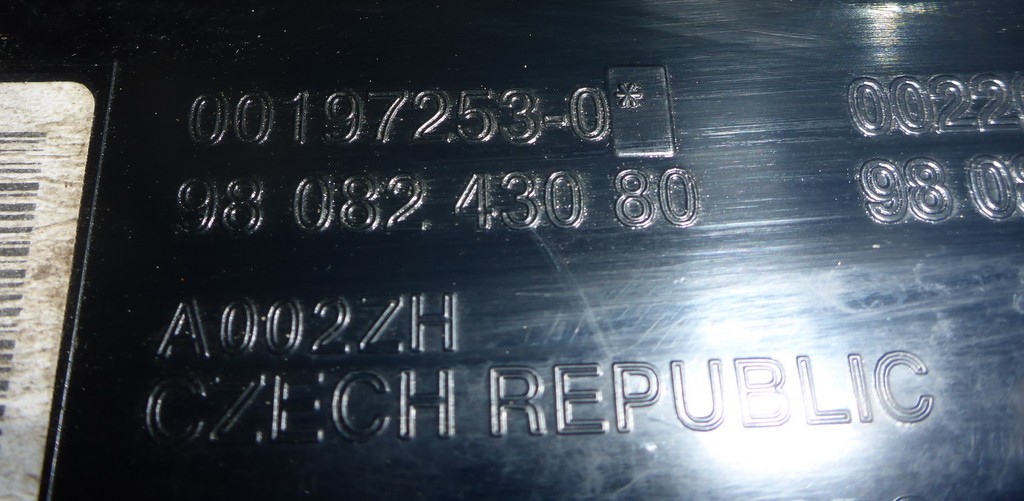 00197253-0*
98 082 430 80
A002ZH
CZECH REPUBLIC